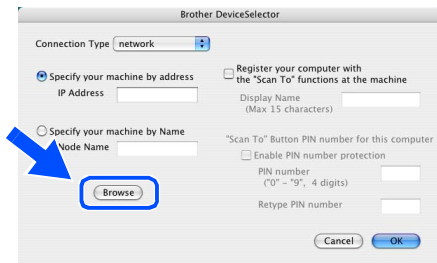 Brother DeviceSelector
Connection Type network
Specify your machine by address
IP Address
Specify your machine by Name
Node Name
Browse
Register your computer with
the "Scan To" functions at the machine
Display Name
(Max 15 characters)
"Scan To" Button PIN number for this computer
Enable PIN number protection
PIN number
("0" – "9", 4 digits)
Retype PIN number
Cancel OK